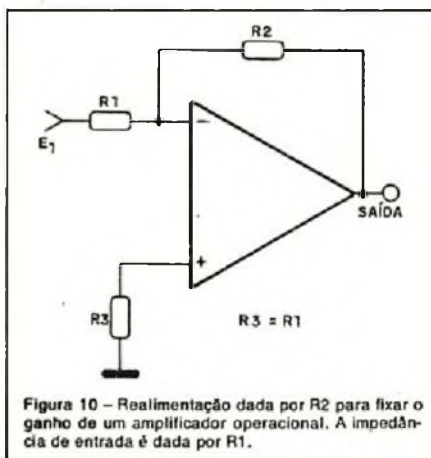 R2
R1
−
E1
SAÍDA
+
R3
R3 = R1
Figura 10 – Realimentação dada por R2 para fixar o
ganho de um amplificador operacional. A impedân-
cia de entrada é dada por R1.